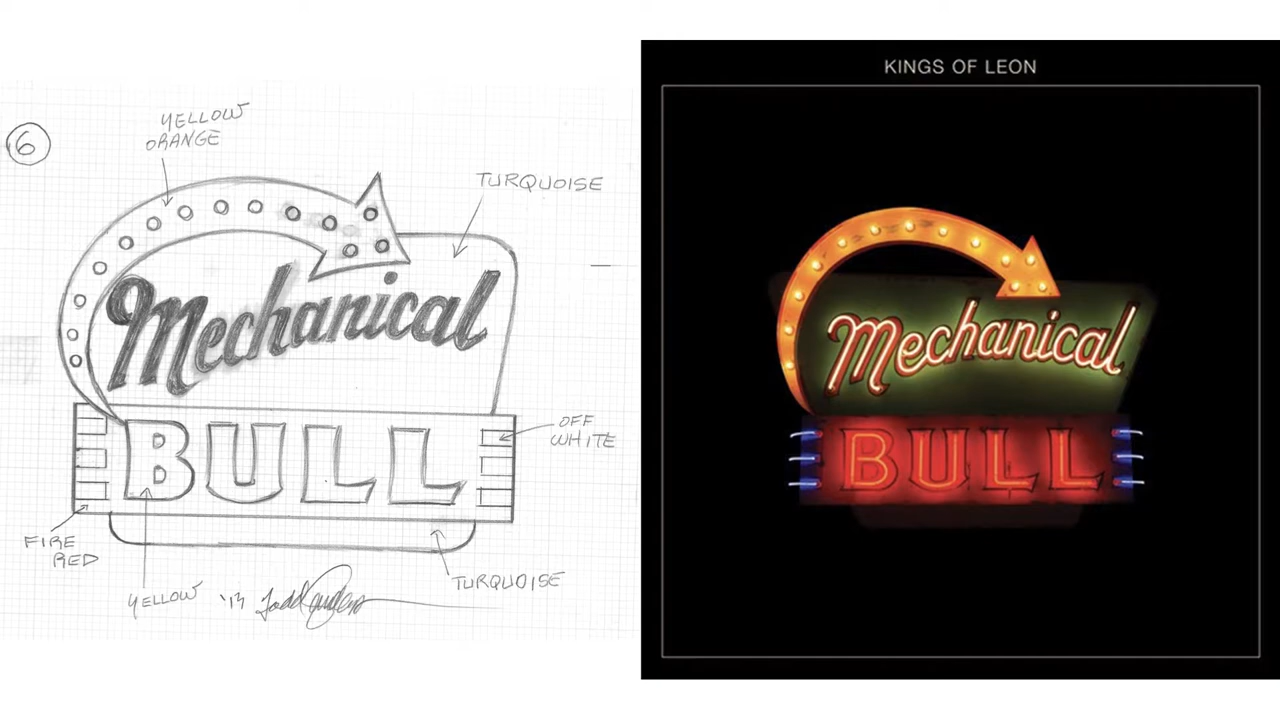 6
YELLOW
ORANGE
TURQUOISE
Mechanical
BULL
OFF
WHITE
FIRE
RED
YELLOW
TURQUOISE
'13
KINGS OF LEON
Mechanical
BULL